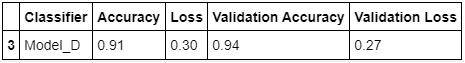 Classifier Accuracy Loss Validation Accuracy Validation Loss
3 Model_D 0.91 0.30 0.94 0.27